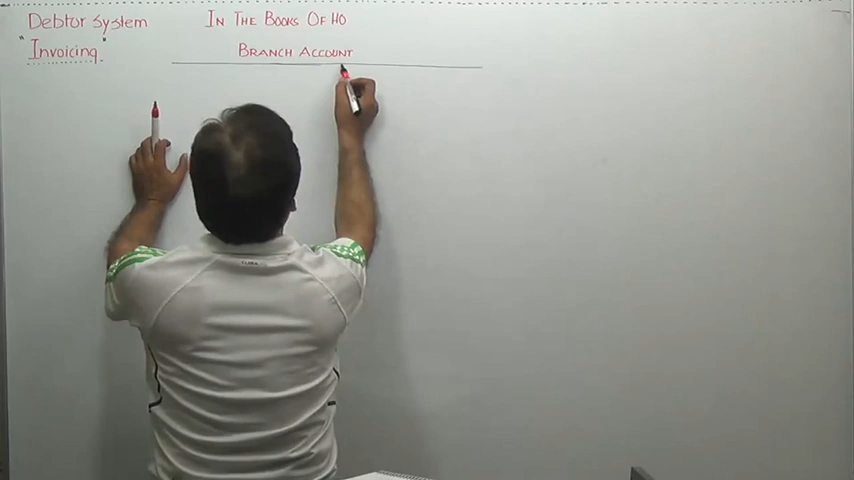 Debtor System
"Invoicing"
IN THE BOOKS OF HO
BRANCH ACCOUNT